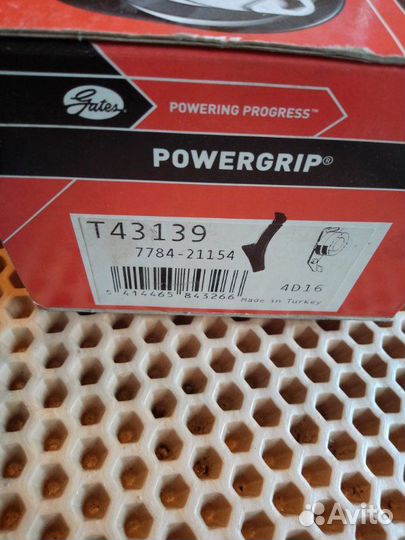 Gates
POWERING PROGRESS™
POWERGRIP®
T43139
7784-21154
5 414465 843266
4D16
Made in Turkey
Avito